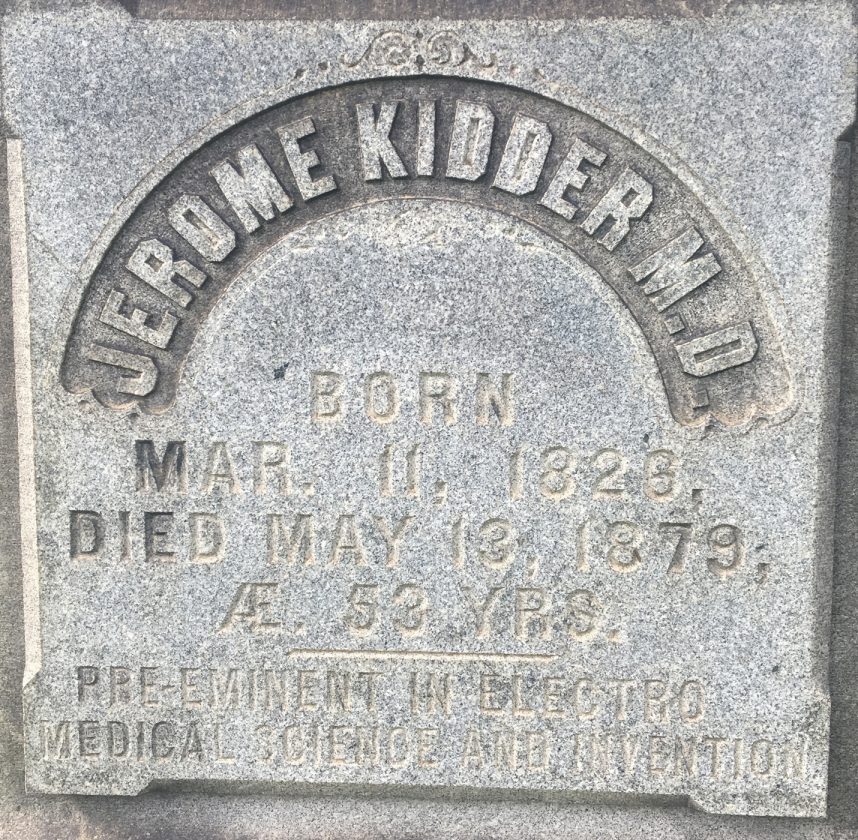 JEROME KIDDER M.D.
BORN
MAR. 11, 1826,
DIED MAY 13, 1879,
Æ. 53 YRS.
PRE-EMINENT IN ELECTRO
MEDICAL SCIENCE AND INVENTION